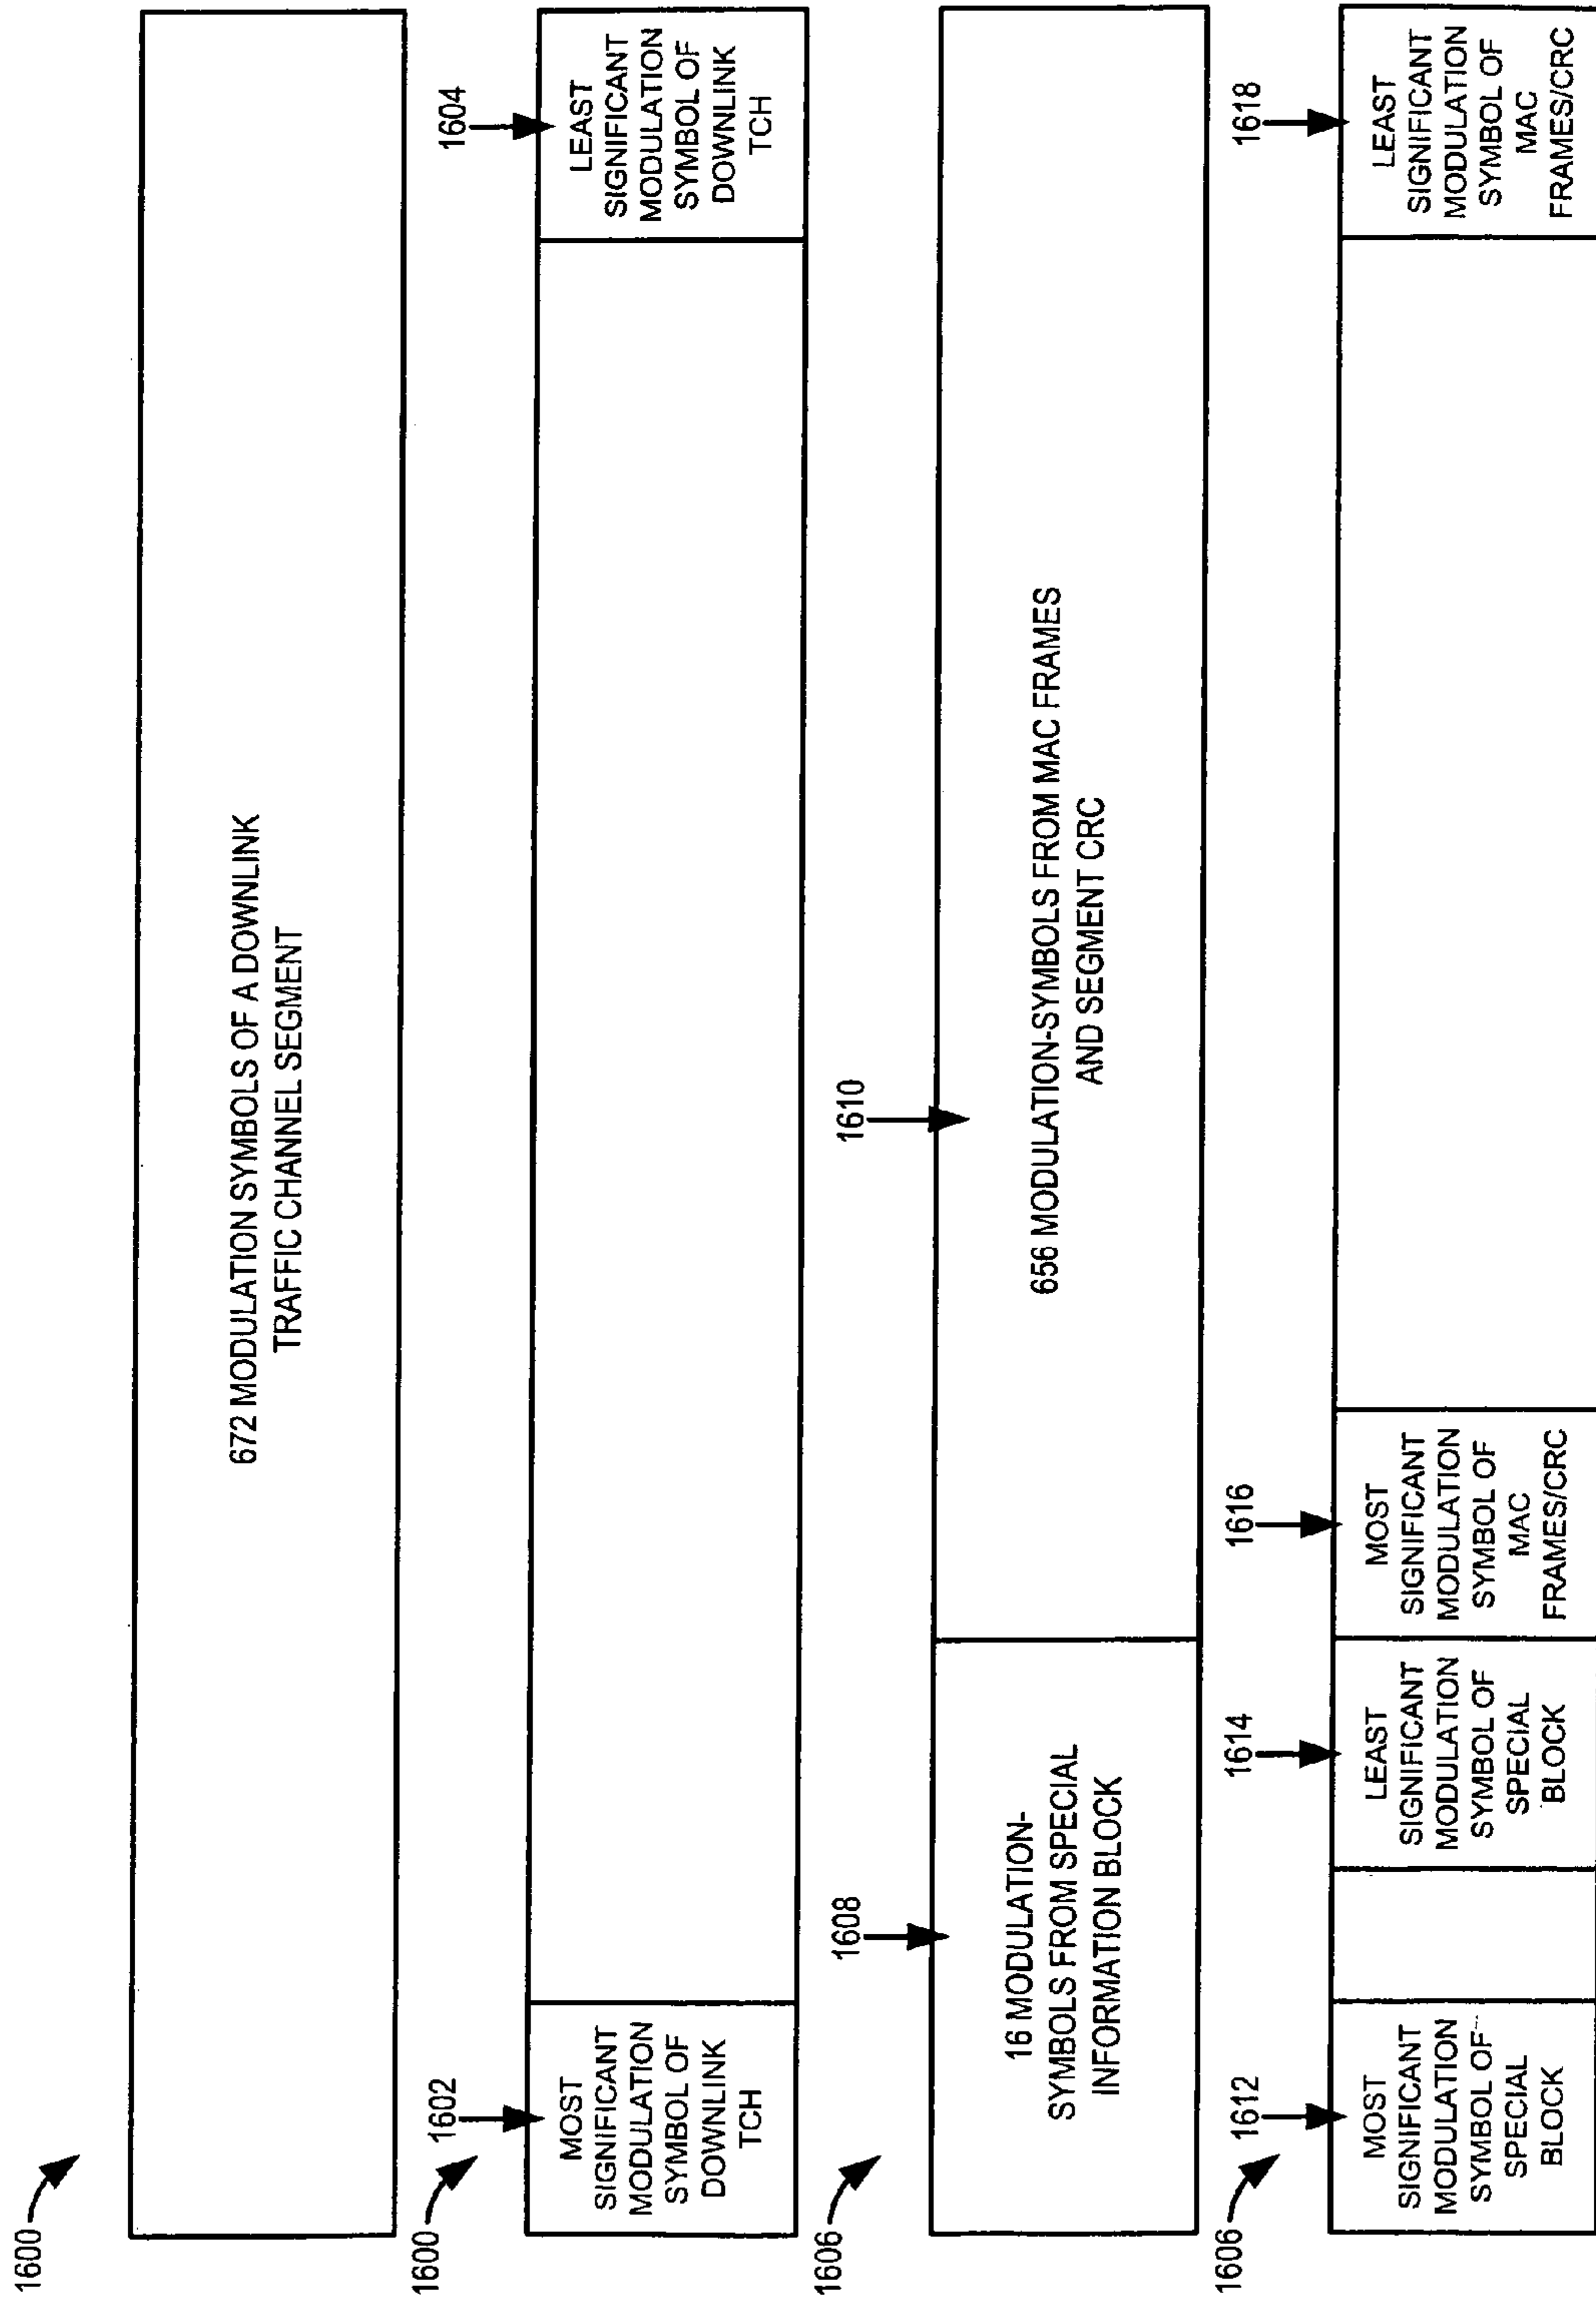 1600
672 MODULATION SYMBOLS OF A DOWNLINK
TRAFFIC CHANNEL SEGMENT
1600
1602
MOST
SIGNIFICANT
MODULATION
SYMBOL OF
DOWNLINK
TCH
1604
LEAST
SIGNIFICANT
MODULATION
SYMBOL OF
DOWNLINK
TCH
1606
1608
16 MODULATION-
SYMBOLS FROM SPECIAL
INFORMATION BLOCK
1610
656 MODULATION-SYMBOLS FROM MAC FRAMES
AND SEGMENT CRC
1606
1612
MOST
SIGNIFICANT
MODULATION
SYMBOL OF
SPECIAL
BLOCK
1614
LEAST
SIGNIFICANT
MODULATION
SYMBOL OF
SPECIAL
BLOCK
1616
MOST
SIGNIFICANT
MODULATION
SYMBOL OF
MAC
FRAMES/CRC
1618
LEAST
SIGNIFICANT
MODULATION
SYMBOL OF
MAC
FRAMES/CRC